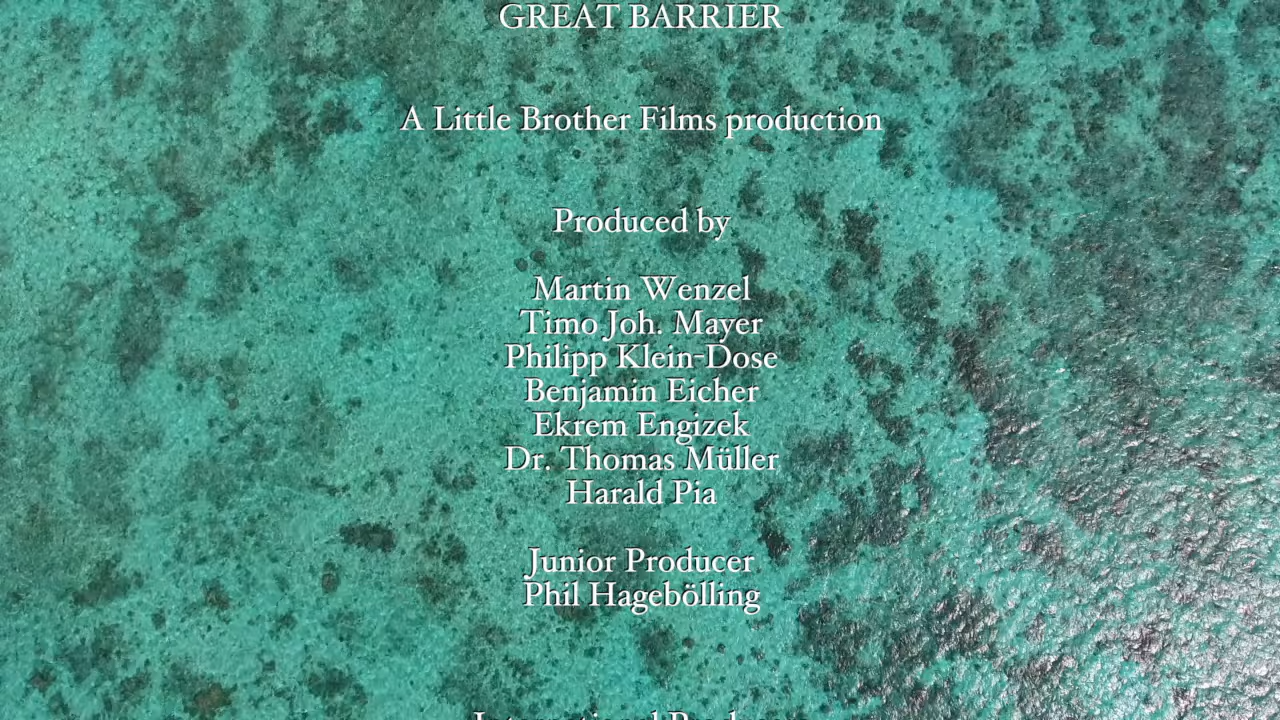 GREAT BARRIER
A Little Brother Films production
Produced by
Martin Wenzel
Timo Joh. Mayer
Philipp Klein-Dose
Benjamin Eicher
Ekrem Engizek
Dr. Thomas Müller
Harald Pia
Junior Producer
Phil Hagebölling